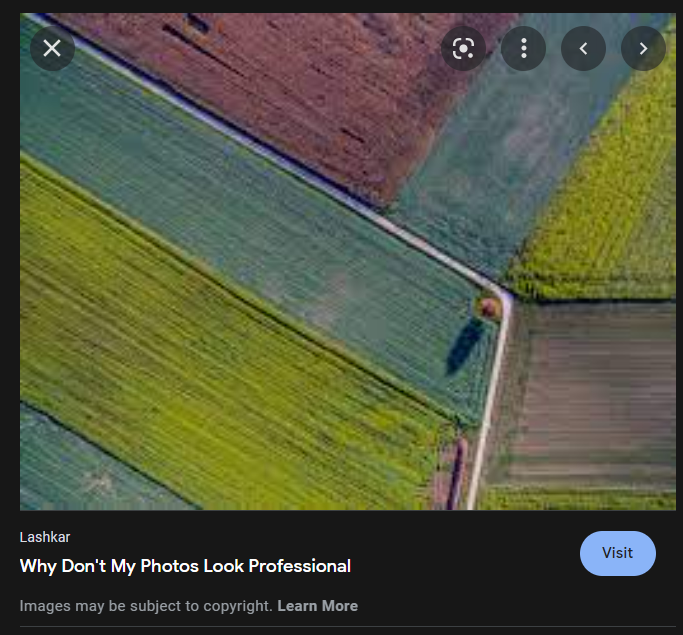 Lashkar
Why Don't My Photos Look Professional
Visit
Images may be subject to copyright. Learn More